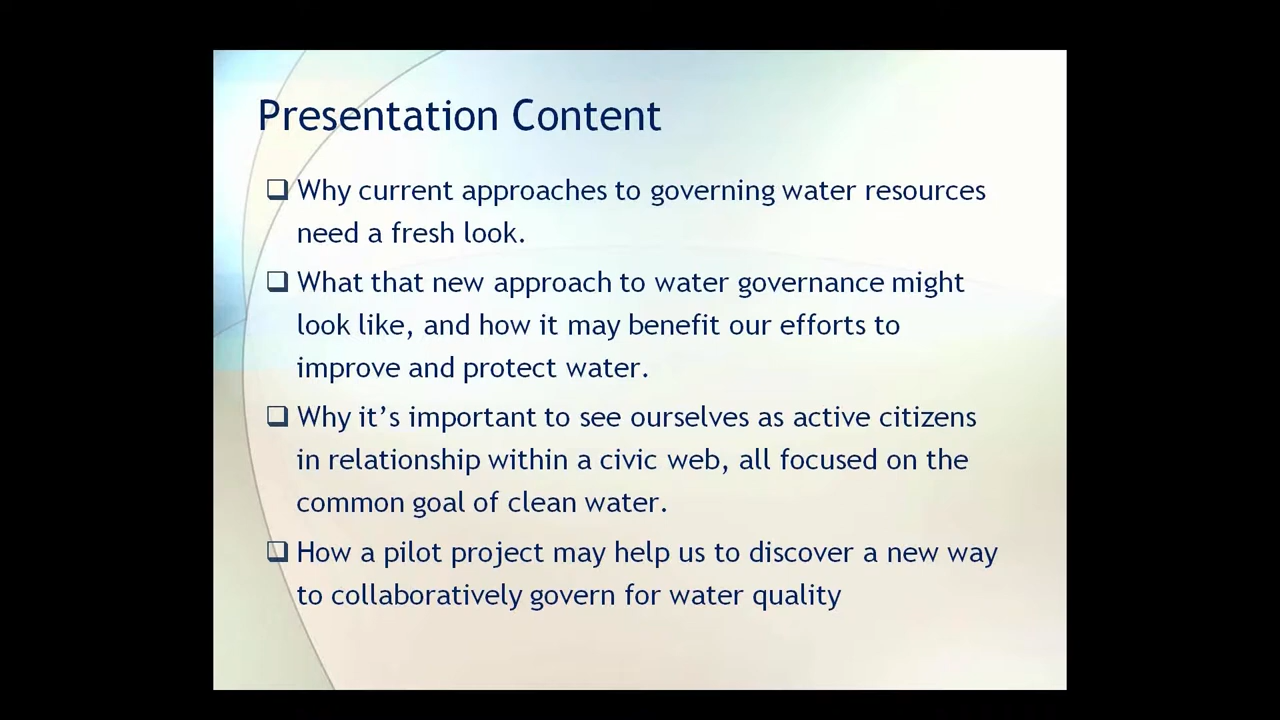 Presentation Content
❑ Why current approaches to governing water resources
need a fresh look.
❑ What that new approach to water governance might
look like, and how it may benefit our efforts to
improve and protect water.
❑ Why it’s important to see ourselves as active citizens
in relationship within a civic web, all focused on the
common goal of clean water.
❑ How a pilot project may help us to discover a new way
to collaboratively govern for water quality